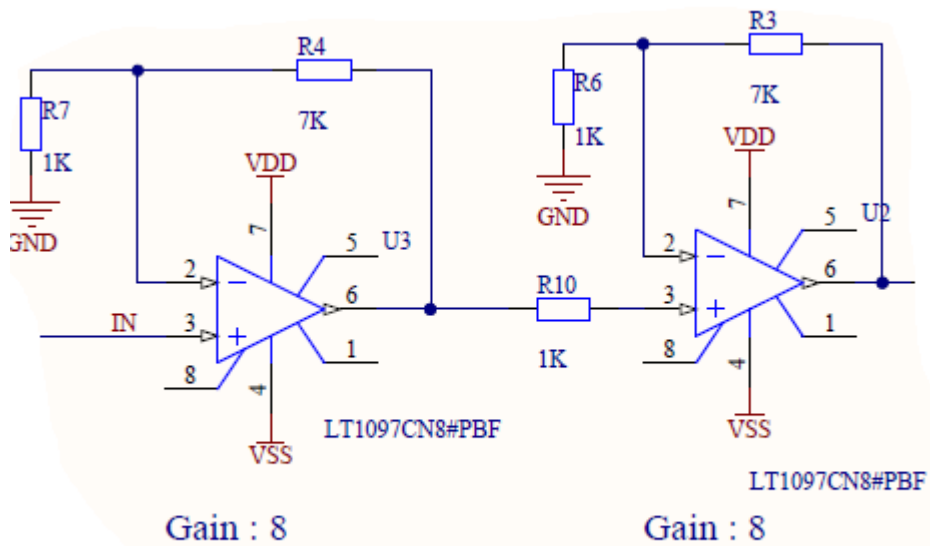 R4
R7
7K
1K
VDD
GND
7
5
U3
2
6
IN
3
1
8
4
LT1097CN8#PBF
VSS
Gain : 8
R10
1K
R3
R6
7K
1K
VDD
GND
7
5
U2
2
6
3
1
8
4
VSS
LT1097CN8#PBF
Gain : 8